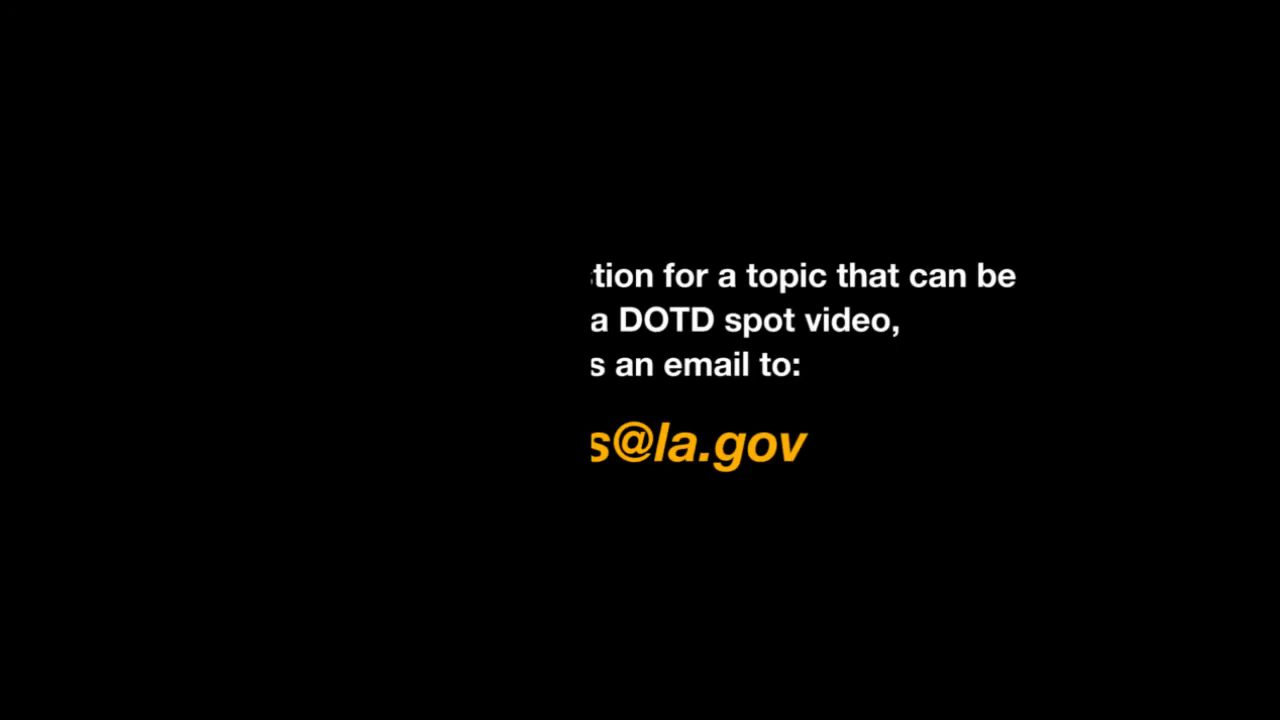 tion for a topic that can be
a DOTD spot video,
s an email to:
s@la.gov